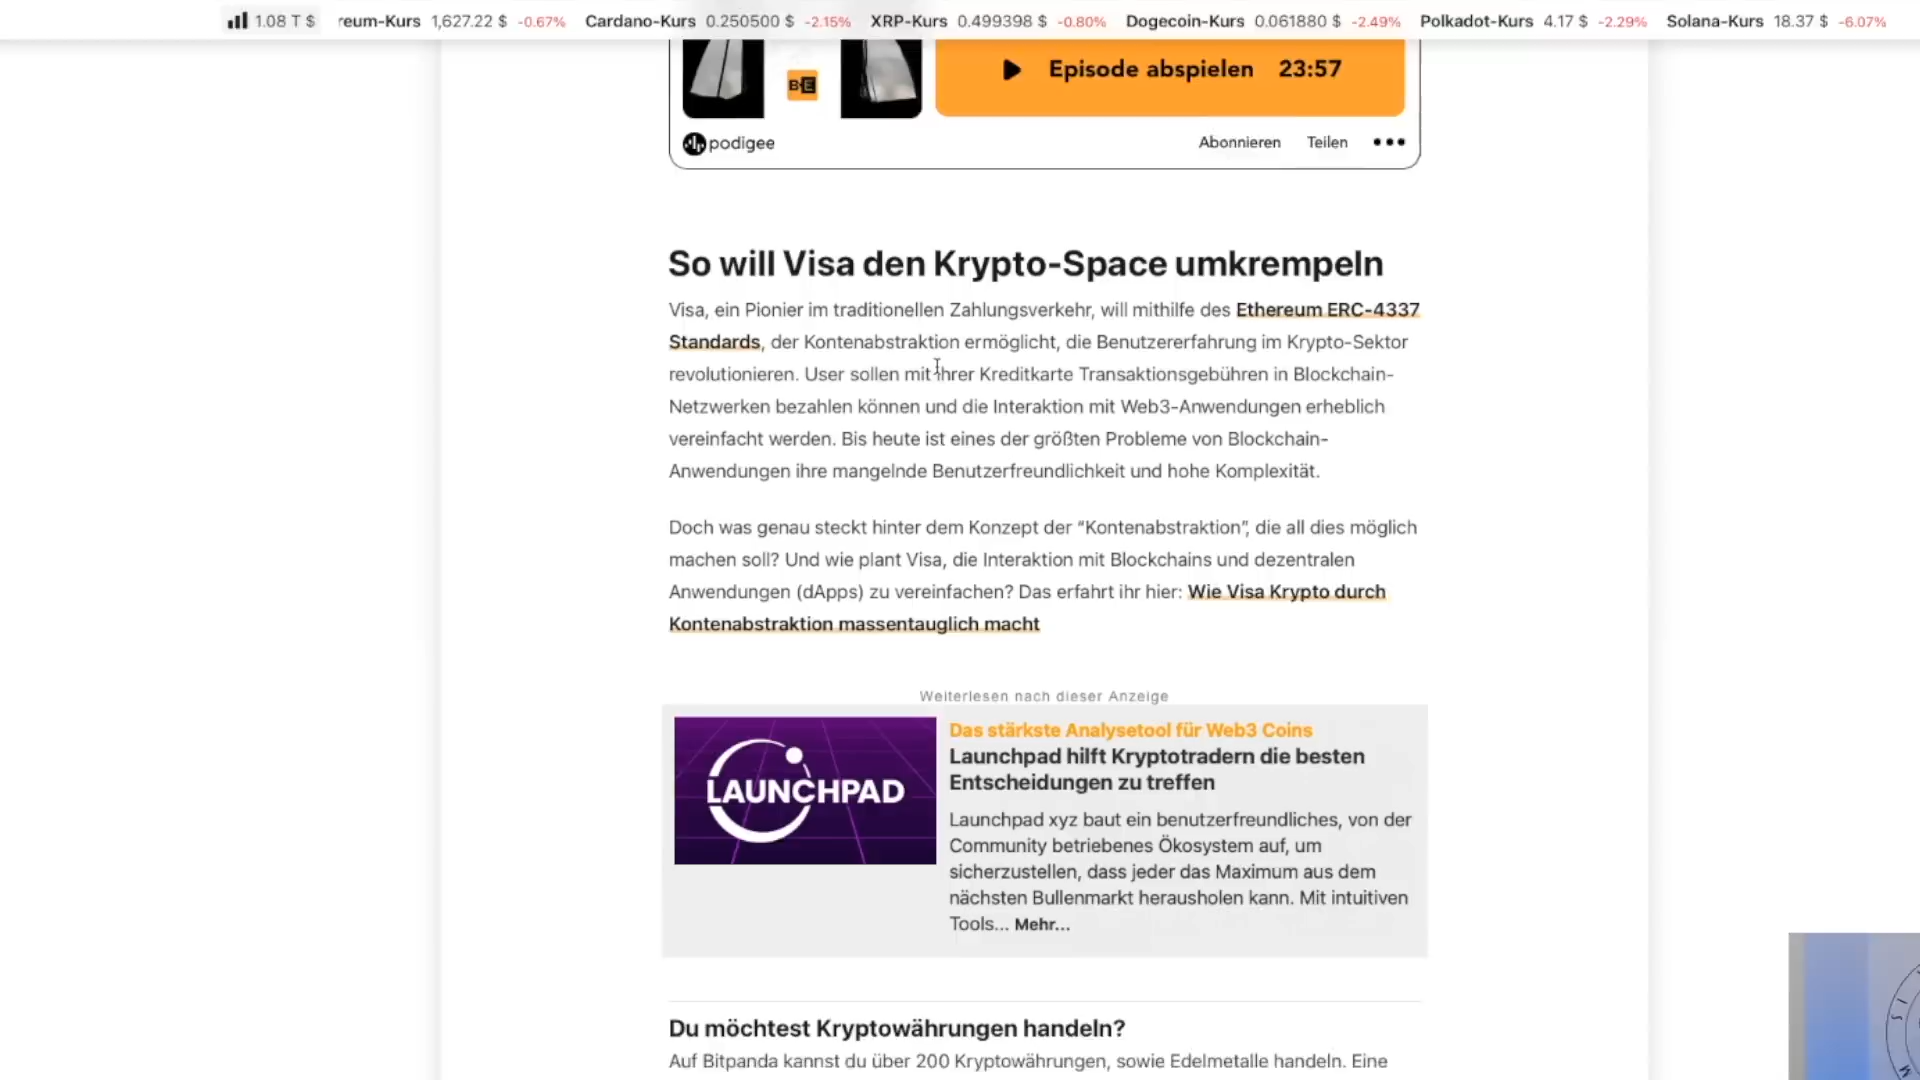 1.08 T $ reum-Kurs 1,627.22 $ -0.67% Cardano-Kurs 0.250500 $ -2.15% XRP-Kurs 0.499398 $ -0.80% Dogecoin-Kurs 0.061880 $ -2.49% Polkadot-Kurs 4.17 $ -2.29% Solana-Kurs 18.37 $ -6.07%
Episode abspielen 23:57
podigee
Abonnieren Teilen
So will Visa den Krypto-Space umkrempeln
Visa, ein Pionier im traditionellen Zahlungsverkehr, will mithilfe des Ethereum ERC-4337
Standards, der Kontenabstraktion ermöglicht, die Benutzererfahrung im Krypto-Sektor
revolutionieren. User sollen mit ihrer Kreditkarte Transaktionsgebühren in Blockchain-
Netzwerken bezahlen können und die Interaktion mit Web3-Anwendungen erheblich
vereinfacht werden. Bis heute ist eines der größten Probleme von Blockchain-
Anwendungen ihre mangelnde Benutzerfreundlichkeit und hohe Komplexität.
Doch was genau steckt hinter dem Konzept der “Kontenabstraktion”, die all dies möglich
machen soll? Und wie plant Visa, die Interaktion mit Blockchains und dezentralen
Anwendungen (dApps) zu vereinfachen? Das erfahrt ihr hier: Wie Visa Krypto durch
Kontenabstraktion massentauglich macht
Weiterlesen nach dieser Anzeige
LAUNCHPAD
Das stärkste Analysetool für Web3 Coins
Launchpad hilft Kryptotradern die besten
Entscheidungen zu treffen
Launchpad xyz baut ein benutzerfreundliches, von der
Community betriebenes Ökosystem auf, um
sicherzustellen, dass jeder das Maximum aus dem
nächsten Bullenmarkt herausholen kann. Mit intuitiven
Tools... Mehr...
Du möchtest Kryptowährungen handeln?
Auf Bitpanda kannst du über 200 Kryptowährungen, sowie Edelmetalle handeln. Eine